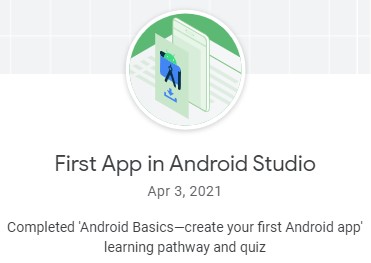 First App in Android Studio
Apr 3, 2021
Completed 'Android Basics—create your first Android app'
learning pathway and quiz